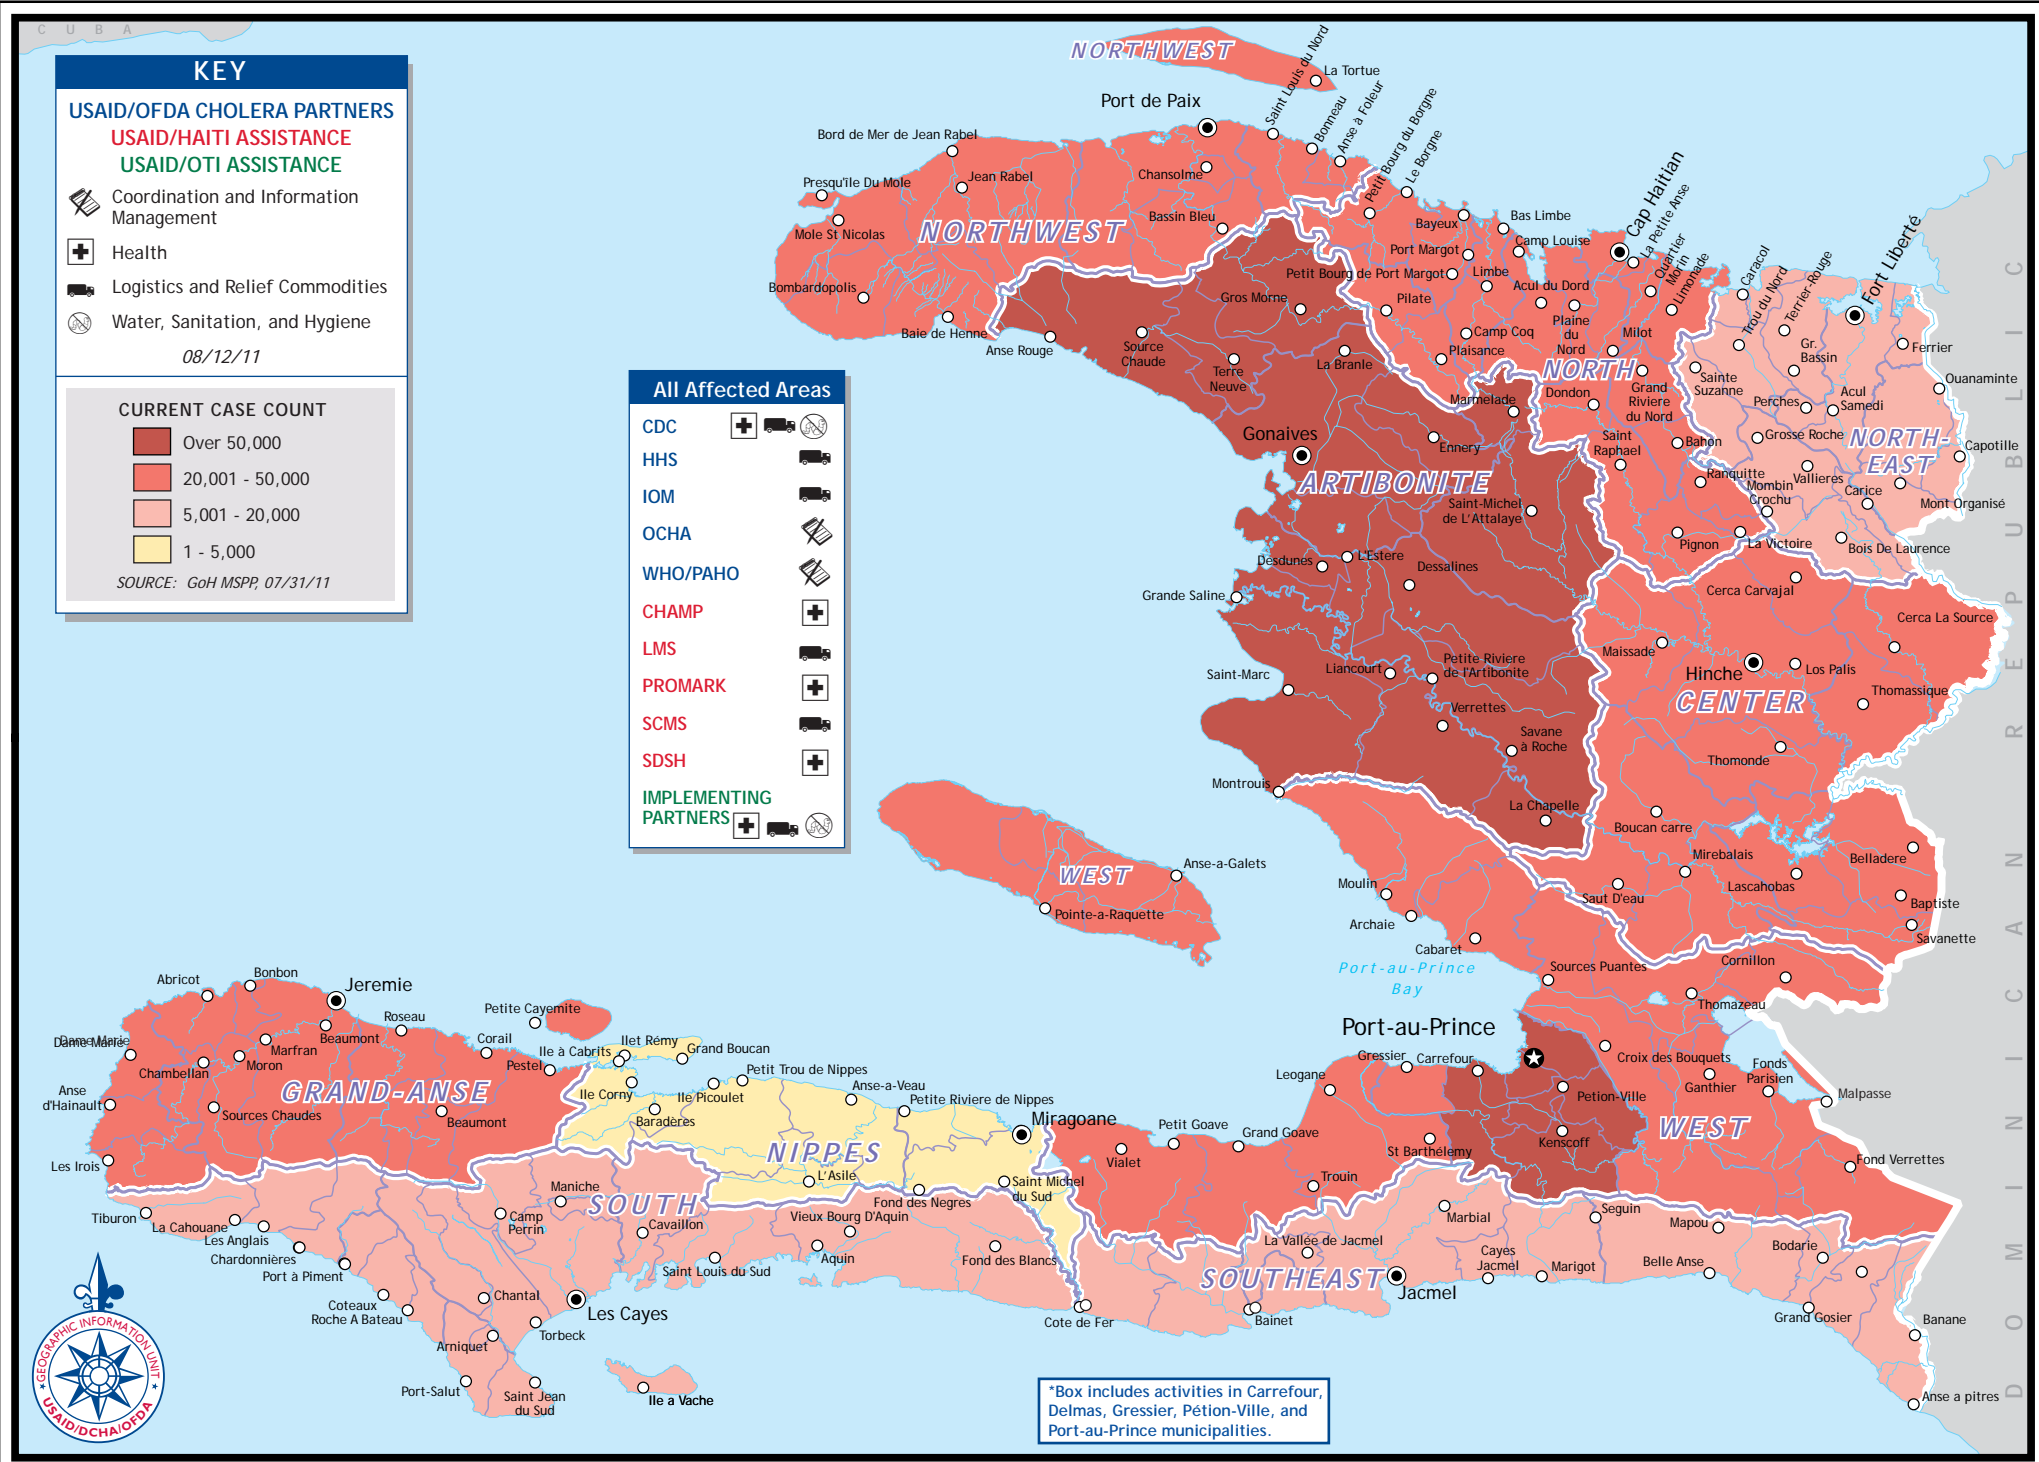 C U B A
KEY
USAID/OFDA CHOLERA PARTNERS
USAID/HAITI ASSISTANCE
USAID/OTI ASSISTANCE
Coordination and Information
Management
Health
Logistics and Relief Commodities
Water, Sanitation, and Hygiene
08/12/11
CURRENT CASE COUNT
Over 50,000
20,001 - 50,000
5,001 - 20,000
1 - 5,000
SOURCE: GoH MSPP, 07/31/11
All Affected Areas
CDC
HHS
IOM
OCHA
WHO/PAHO
CHAMP
LMS
PROMARK
SCMS
SDSH
IMPLEMENTING
PARTNERS
NORTHWEST
La Tortue
Port de Paix
Saint Louis du Nord
Bonneau
Anse à Foleur
Petit Bourg du Borgne
Le Borgne
Bord de Mer de Jean Rabel
Jean Rabel
Chansolme
Presqu'ile Du Mole
Mole St Nicolas
NORTHWEST
Bassin Bleu
Bombardopolis
Baie de Henne
Anse Rouge
Bayeux
Bas Limbe
Camp Louise
Cap Haitian
La Petite Anse
Quartier
Morin
Limonade
Port Margot
Petit Bourg de Port Margot
Limbe
Acul du Dord
Pilate
Plaine
du
Nord
Camp Coq
Plaisance
Milot
NORTH
Grand
Riviere
du Nord
Dondon
Marmelade
Saint
Raphael
Bahon
Ranquitte
Pignon
La Victoire
Caracol
Trou du Nord
Terrier-Rouge
Fort Liberté
Ferrier
Gr.
Bassin
Sainte
Suzanne
Perches
Acul
Samedi
Ouanaminte
Grosse Roche
NORTH-
EAST
Capotille
Vallieres
Mombin
Crochu
Carice
Mont Organisé
Bois De Laurence
Gros Morne
Source
Chaude
Terre
Neuve
La Branle
Gonaives
Ennery
ARTIBONITE
Saint-Michel
de L'Attalaye
Desdunes
L'Estere
Dessalines
Grande Saline
Saint-Marc
Liancourt
Petite Riviere
de l'Artibonite
Verrettes
Savane
à Roche
Montrouis
La Chapelle
Cerca Carvajal
Cerca La Source
Maissade
Hinche
Los Palis
CENTER
Thomassique
Thomonde
Boucan carre
Mirebalais
Belladere
Lascahobas
Saut D'eau
Baptiste
Savanette
WEST
Anse-a-Galets
Pointe-a-Raquette
Moulin
Archaie
Cabaret
Port-au-Prince
Bay
Sources Puantes
Cornillon
Thomazeau
Port-au-Prince
Gressier
Carrefour
Croix des Bouquets
Ganthier
Fonds
Parisien
Malpasse
Leogane
Petion-Ville
WEST
Kenscoff
St Barthélemy
Fond Verrettes
Petit Goave
Grand Goave
Vialet
Trouin
Abricot
Bonbon
Jeremie
Roseau
Beaumont
Corail
Petite Cayemite
Dame Marie
Dame Marie
Marfran
Moron
Chambellan
Pestel
GRAND-ANSE
Anse
d'Hainault
Sources Chaudes
Beaumont
Les Irois
Ilet Rémy
Ile à Cabrits
Grand Boucan
Ile Corny
Ile Picoulet
Petit Trou de Nippes
Anse-a-Veau
Petite Riviere de Nippes
Miragoane
Baradères
NIPPES
L'Asile
Fond des Negres
Saint Michel
du Sud
Tiburon
La Cahouane
Les Anglais
Chardonnières
Port à Piment
Coteaux
Roche A Bateau
Maniche
SOUTH
Camp
Perrin
Cavaillon
Vieux Bourg D'Aquin
Aquin
Saint Louis du Sud
Fond des Blancs
Chantal
Les Cayes
Torbeck
Arniquet
Port-Salut
Saint Jean
du Sud
Ile a Vache
Cote de Fer
Bainet
La Vallée de Jacmel
SOUTHEAST
Jacmel
Marbial
Cayes
Jacmel
Marigot
Seguin
Mapou
Belle Anse
Bodarie
Grand Gosier
Banane
Anse a pitres
D O M I N I C A N R E P U B L I C
*Box includes activities in Carrefour,
Delmas, Gressier, Pétion-Ville, and
Port-au-Prince municipalities.
GEOGRAPHIC INFORMATION UNIT
USAID/DCHA/OFDA